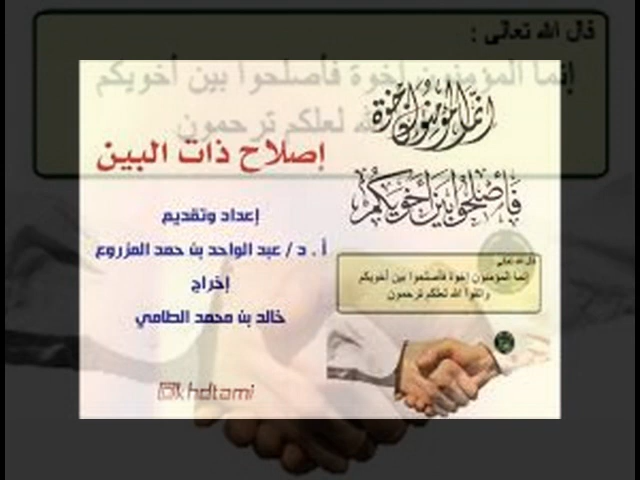 قال الله تعالى :
إنما المؤمنون إخوة فأصلحوا بين أخويكم
الله لعلكم ترحمون
إنما المؤمنون إخوة
فأصلحوا بين أخويكم
إصلاح ذات البين
إعداد وتقديم
أ . د / عبد الواحد بن حمد المزروع
إخراج
خالد بن محمد الطامي
khdtami
قال الله تعالى
إنما المؤمنون إخوة فأصلحوا بين أخويكم
واتقوا الله لعلكم ترحمون